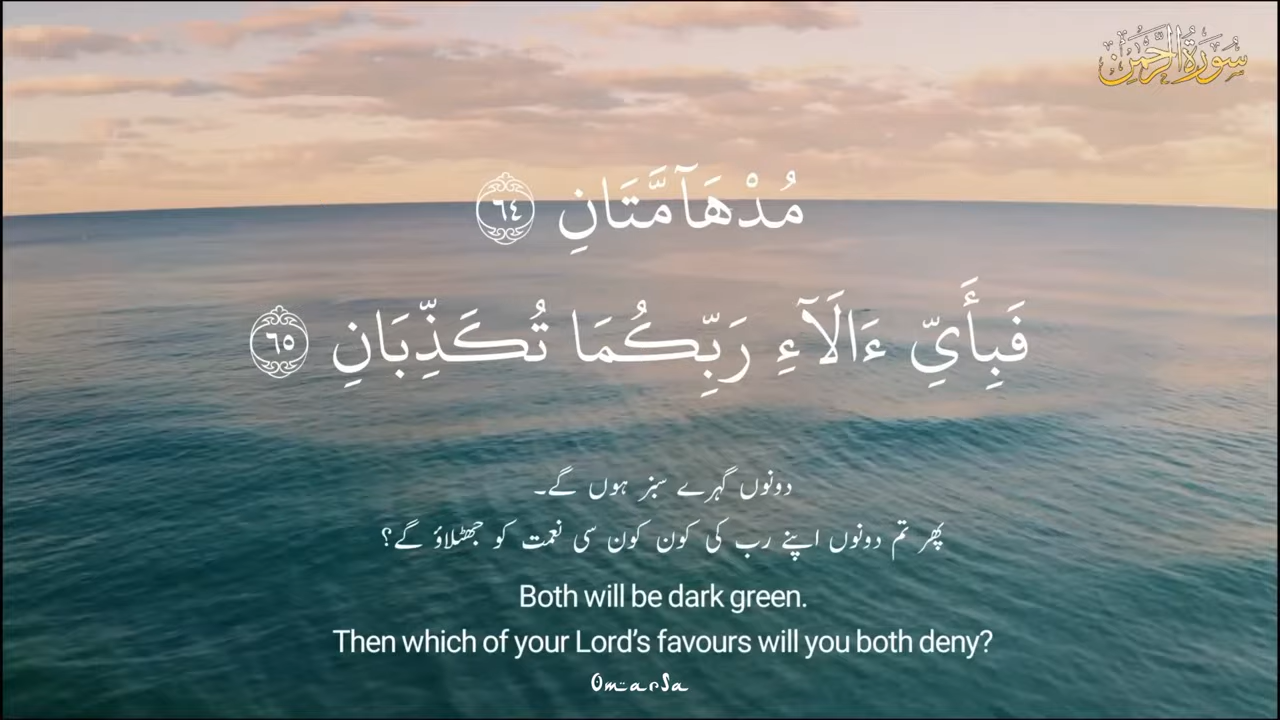 سُورَةُ الرَّحْمَٰن
مُدْهَآمَّتَانِ ٦٤
فَبِأَيِّ ءَالَآءِ رَبِّكُمَا تُكَذِّبَانِ ٦٥
دونوں گہرے سبز ہوں گے۔
پھر تم دونوں اپنے رب کی کون کون سی نعمت کو جھٹلاؤ گے؟
Both will be dark green.
Then which of your Lord’s favours will you both deny?
OmarSa